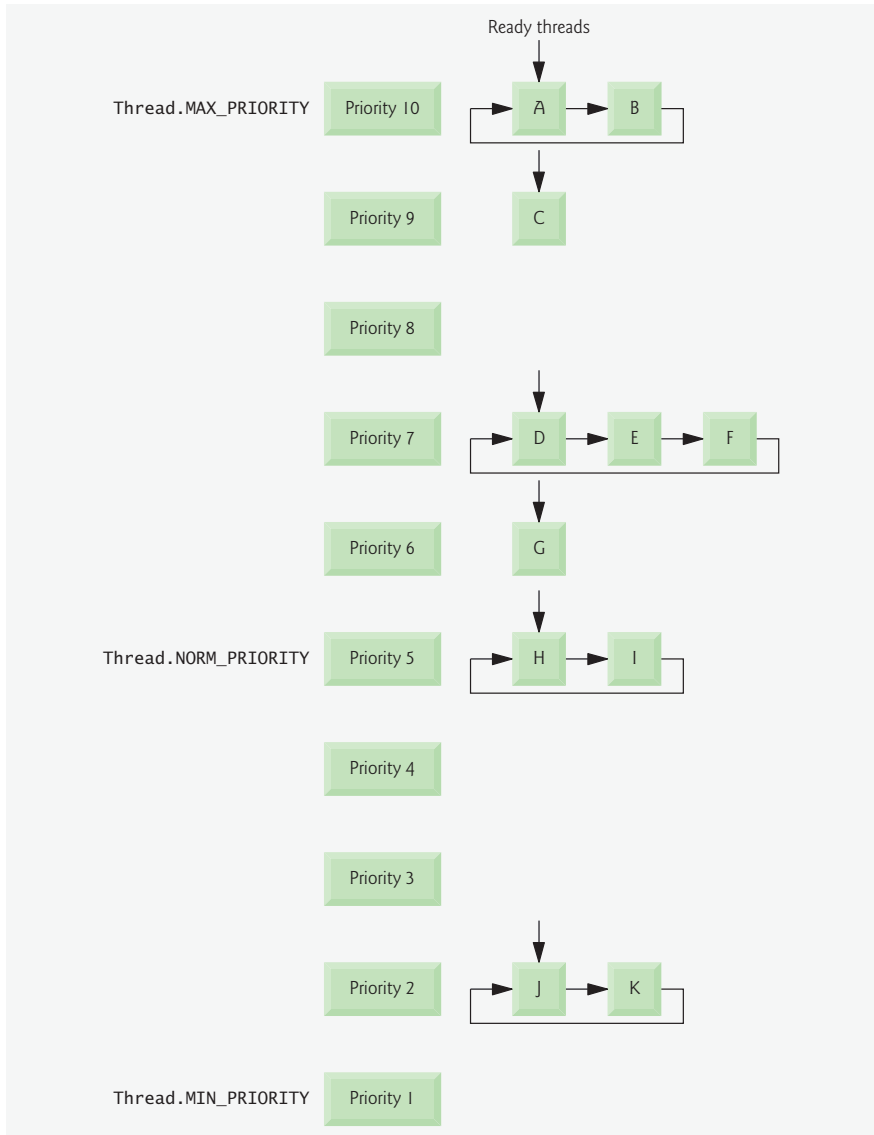 Ready threads
Thread.MAX_PRIORITY Priority 10 A B
Priority 9 C
Priority 8
Priority 7 D E F
Priority 6 G
Thread.NORM_PRIORITY Priority 5 H I
Priority 4
Priority 3
Priority 2 J K
Thread.MIN_PRIORITY Priority 1